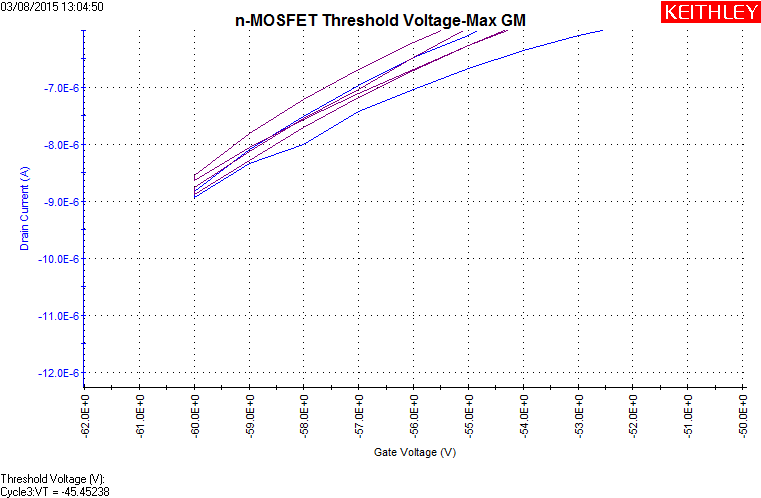 03/08/2015 13:04:50
n-MOSFET Threshold Voltage-Max GM
KEITHLEY
-7.0E-6
-8.0E-6
-9.0E-6
-10.0E-6
-11.0E-6
-12.0E-6
Drain Current (A)
-62.0E+0
-61.0E+0
-60.0E+0
-59.0E+0
-58.0E+0
-57.0E+0
-56.0E+0
-55.0E+0
-54.0E+0
-53.0E+0
-52.0E+0
-51.0E+0
-50.0E+0
Gate Voltage (V)
Threshold Voltage (V):
Cycle3:VT = -45.45238